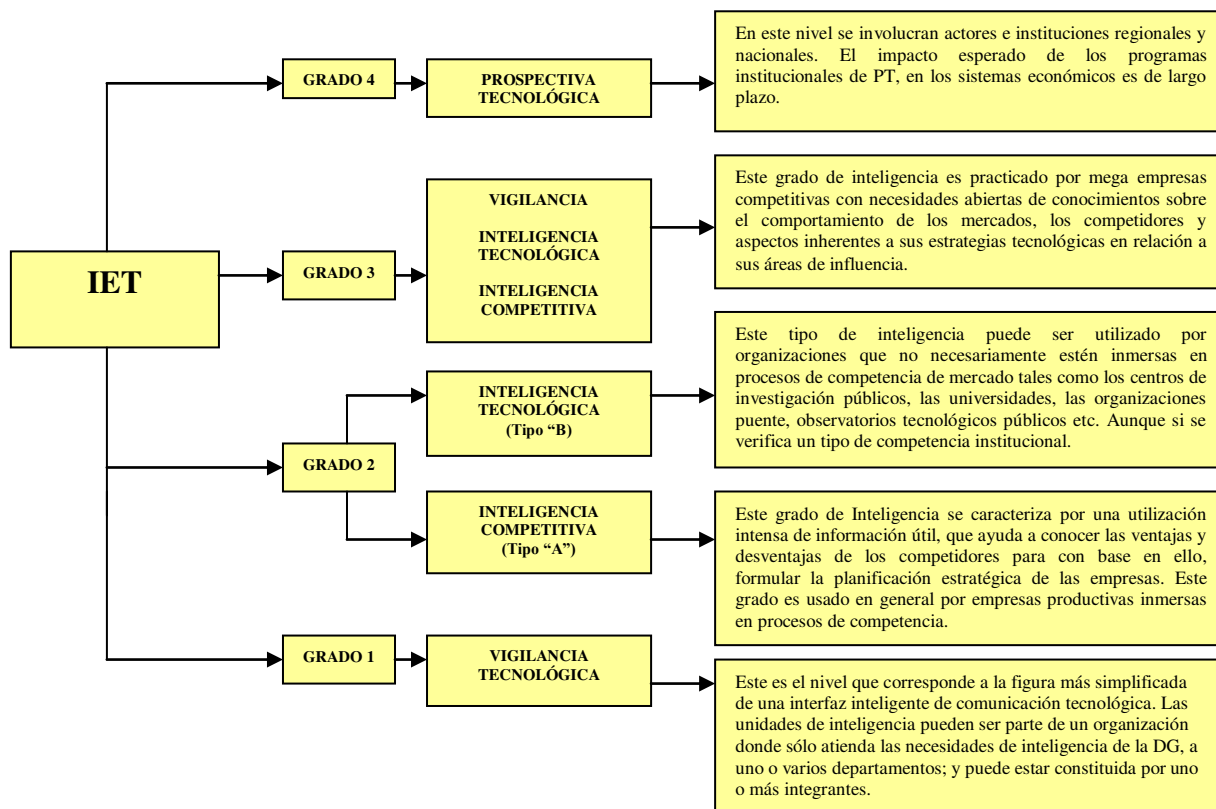 IET
GRADO 4
PROSPECTIVA
TECNOLÓGICA
En este nivel se involucran actores e instituciones regionales y
nacionales. El impacto esperado de los programas
institucionales de PT, en los sistemas económicos es de largo
plazo.
GRADO 3
VIGILANCIA
INTELIGENCIA
TECNOLÓGICA
INTELIGENCIA
COMPETITIVA
Este grado de inteligencia es practicado por mega empresas
competitivas con necesidades abiertas de conocimientos sobre
el comportamiento de los mercados, los competidores y
aspectos inherentes a sus estrategias tecnológicas en relación a
sus áreas de influencia.
GRADO 2
INTELIGENCIA
TECNOLÓGICA
(Tipo “B)
Este tipo de inteligencia puede ser utilizado por
organizaciones que no necesariamente estén inmersas en
procesos de competencia de mercado tales como los centros de
investigación públicos, las universidades, las organizaciones
puente, observatorios tecnológicos públicos etc. Aunque si se
verifica un tipo de competencia institucional.
INTELIGENCIA
COMPETITIVA
(Tipo “A”)
Este grado de Inteligencia se caracteriza por una utilización
intensa de información útil, que ayuda a conocer las ventajas y
desventajas de los competidores para con base en ello,
formular la planificación estratégica de las empresas. Este
grado es usado en general por empresas productivas inmersas
en procesos de competencia.
GRADO 1
VIGILANCIA
TECNOLÓGICA
Este es el nivel que corresponde a la figura más simplificada
de una interfaz inteligente de comunicación tecnológica. Las
unidades de inteligencia pueden ser parte de un organización
donde sólo atienda las necesidades de inteligencia de la DG, a
uno o varios departamentos; y puede estar constituida por uno
o más integrantes.